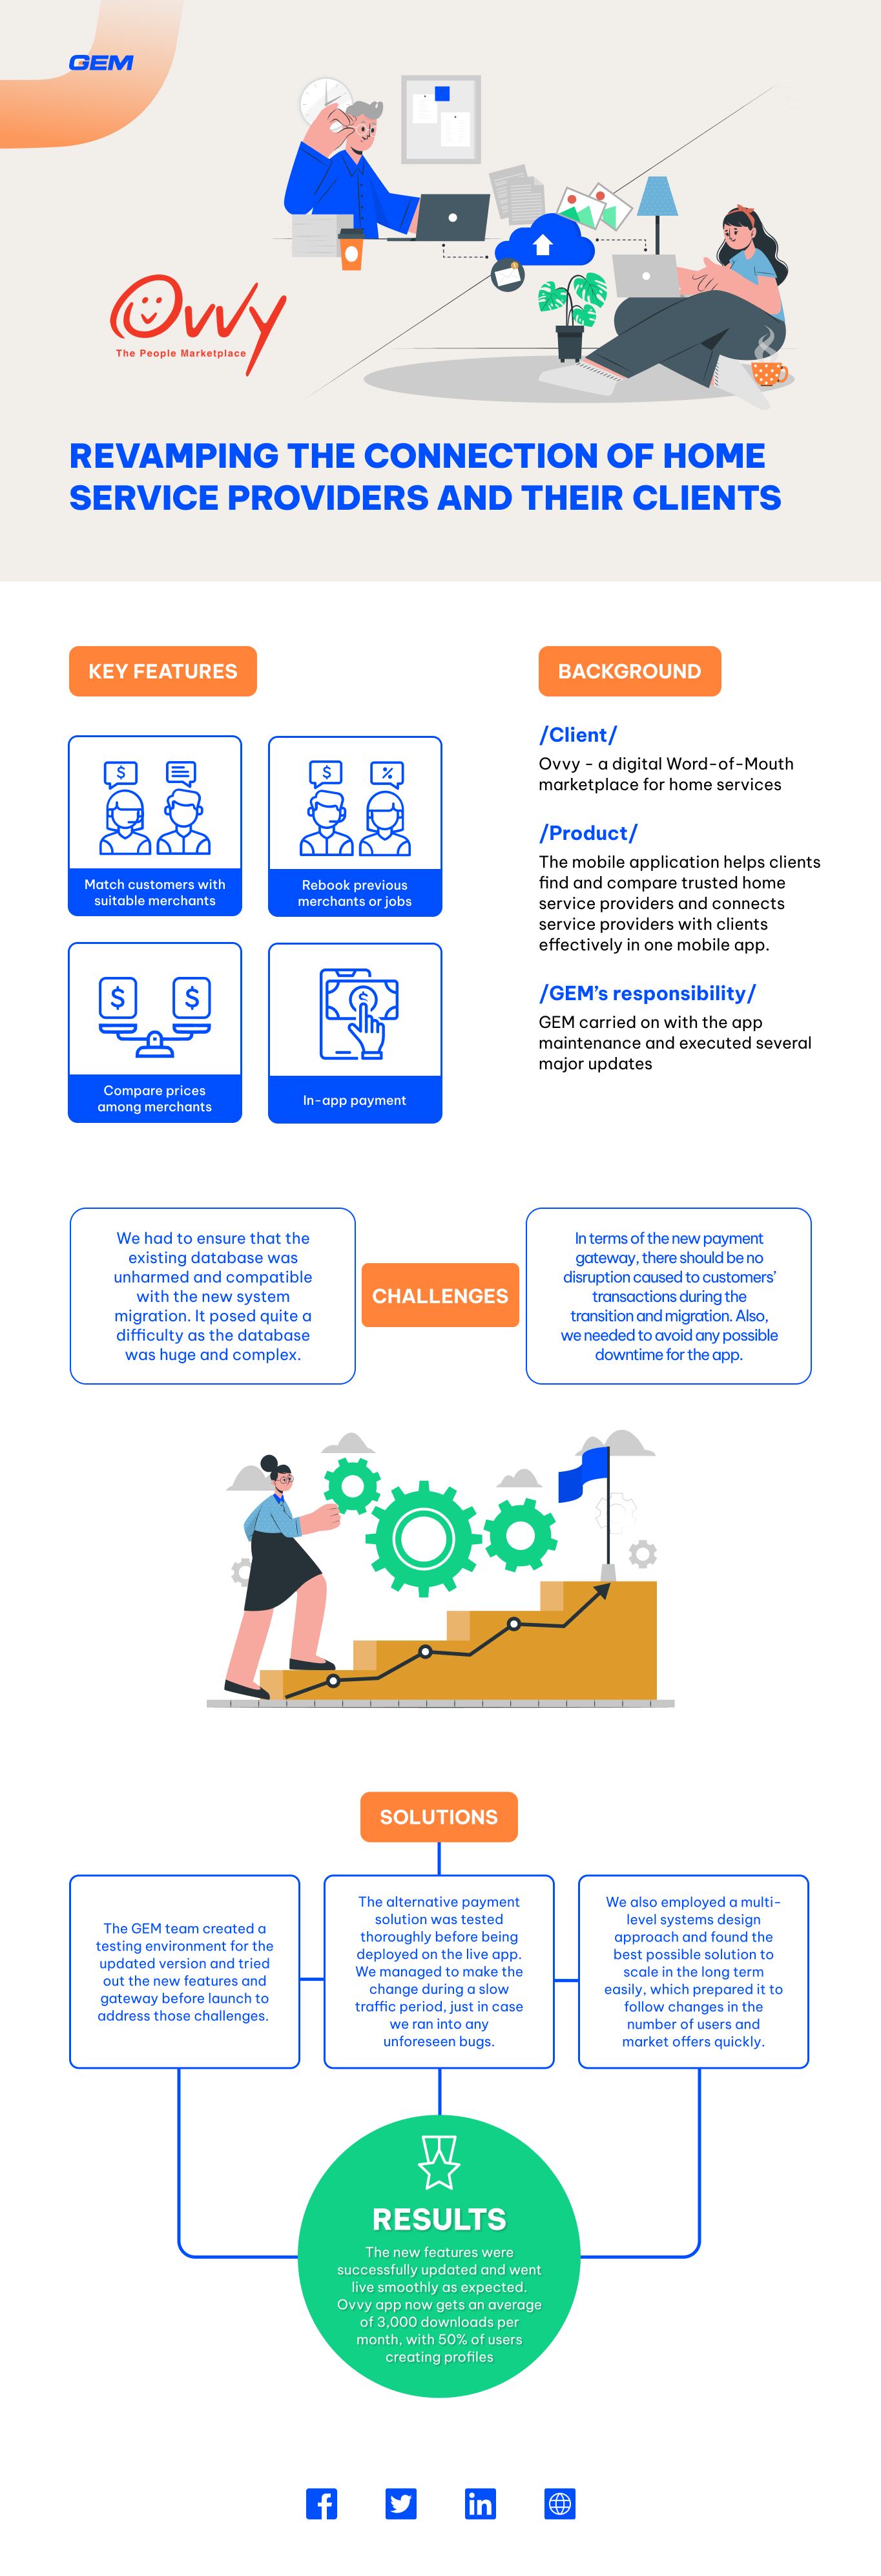 GEM
Ovvy
The People Marketplace
REVAMPING THE CONNECTION OF HOME
SERVICE PROVIDERS AND THEIR CLIENTS
KEY FEATURES
$
$
%
Match customers with
suitable merchants
Rebook previous
merchants or jobs
$
$
$
Compare prices
among merchants
In-app payment
BACKGROUND
/Client/
Ovvy - a digital Word-of-Mouth
marketplace for home services
/Product/
The mobile application helps clients
find and compare trusted home
service providers and connects
service providers with clients
effectively in one mobile app.
/GEM’s responsibility/
GEM carried on with the app
maintenance and executed several
major updates
We had to ensure that the
existing database was
unharmed and compatible
with the new system
migration. It posed quite a
difficulty as the database
was huge and complex.
CHALLENGES
In terms of the new payment
gateway, there should be no
disruption caused to customers’
transactions during the
transition and migration. Also,
we needed to avoid any possible
downtime for the app.
SOLUTIONS
The GEM team created a
testing environment for the
updated version and tried
out the new features and
gateway before launch to
address those challenges.
The alternative payment
solution was tested
thoroughly before being
deployed on the live app.
We managed to make the
change during a slow
traffic period, just in case
we ran into any
unforeseen bugs.
We also employed a multi-
level systems design
approach and found the
best possible solution to
scale in the long term
easily, which prepared it to
follow changes in the
number of users and
market offers quickly.
RESULTS
The new features were
successfully updated and went
live smoothly as expected.
Ovvy app now gets an average
of 3,000 downloads per
month, with 50% of users
creating profiles